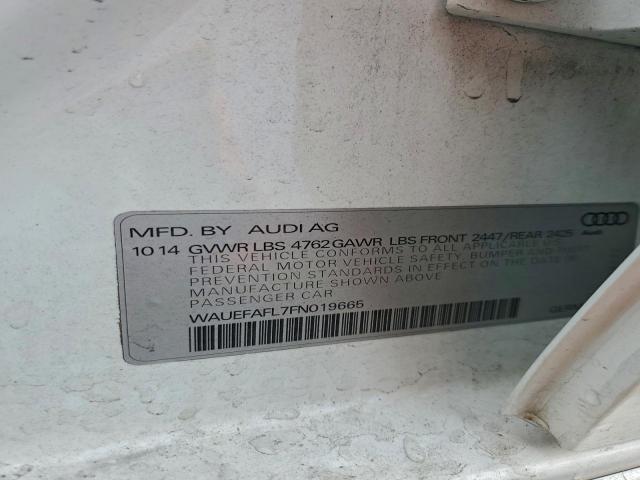 MFD. BY AUDI AG
10 14 GVWR LBS 4762 GAWR LBS FRONT 2447/REAR 2425
THIS VEHICLE CONFORMS TO ALL APPLICABLE U.S.
FEDERAL MOTOR VEHICLE SAFETY, BUMPER AND THEFT
PREVENTION STANDARDS IN EFFECT ON THE DATE OF
MANUFACTURE SHOWN ABOVE
PASSENGER CAR
WAUEFAFL7FN019665
Audi